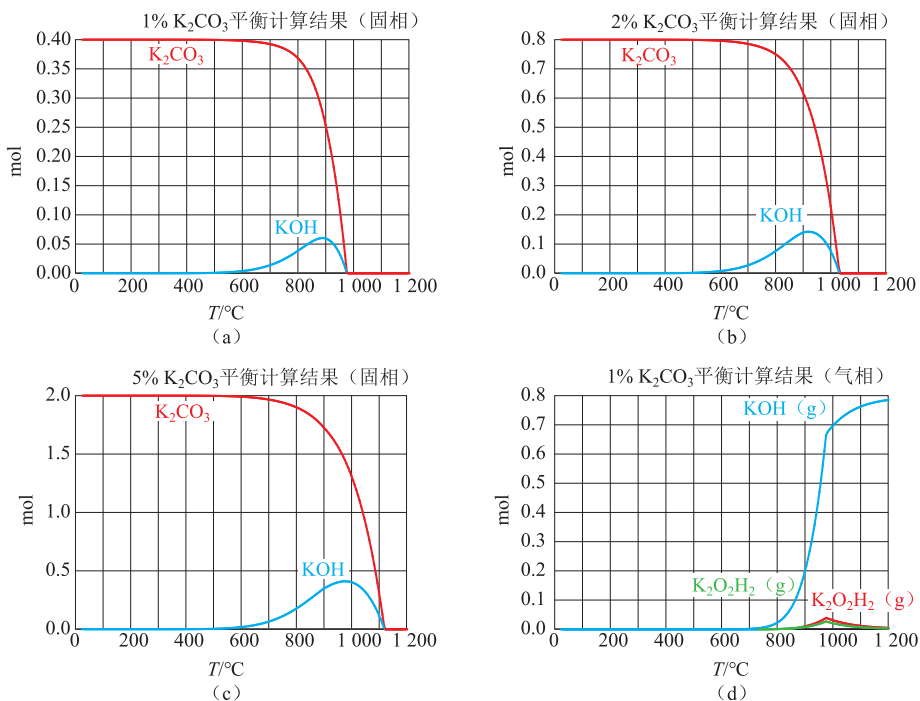 1% K₂CO₃平衡计算结果（固相）
0.40
0.35
0.30
0.25
0.20
0.15
0.10
0.05
0.00
mol
K₂CO₃
KOH
0 200 400 600 800 1 000 1 200
T/°C
（a）
2% K₂CO₃平衡计算结果（固相）
0.8
0.7
0.6
0.5
0.4
0.3
0.2
0.1
0.0
mol
K₂CO₃
KOH
0 200 400 600 800 1 000 1 200
T/°C
（b）
5% K₂CO₃平衡计算结果（固相）
2.0
1.5
1.0
0.5
0.0
mol
K₂CO₃
KOH
0 200 400 600 800 1 000 1 200
T/°C
（c）
1% K₂CO₃平衡计算结果（气相）
0.8
0.7
0.6
0.5
0.4
0.3
0.2
0.1
0.0
mol
KOH（g）
K₂O₂H₂（g）
K₂O₂H₂（g）
0 200 400 600 800 1 000 1 200
T/°C
（d）